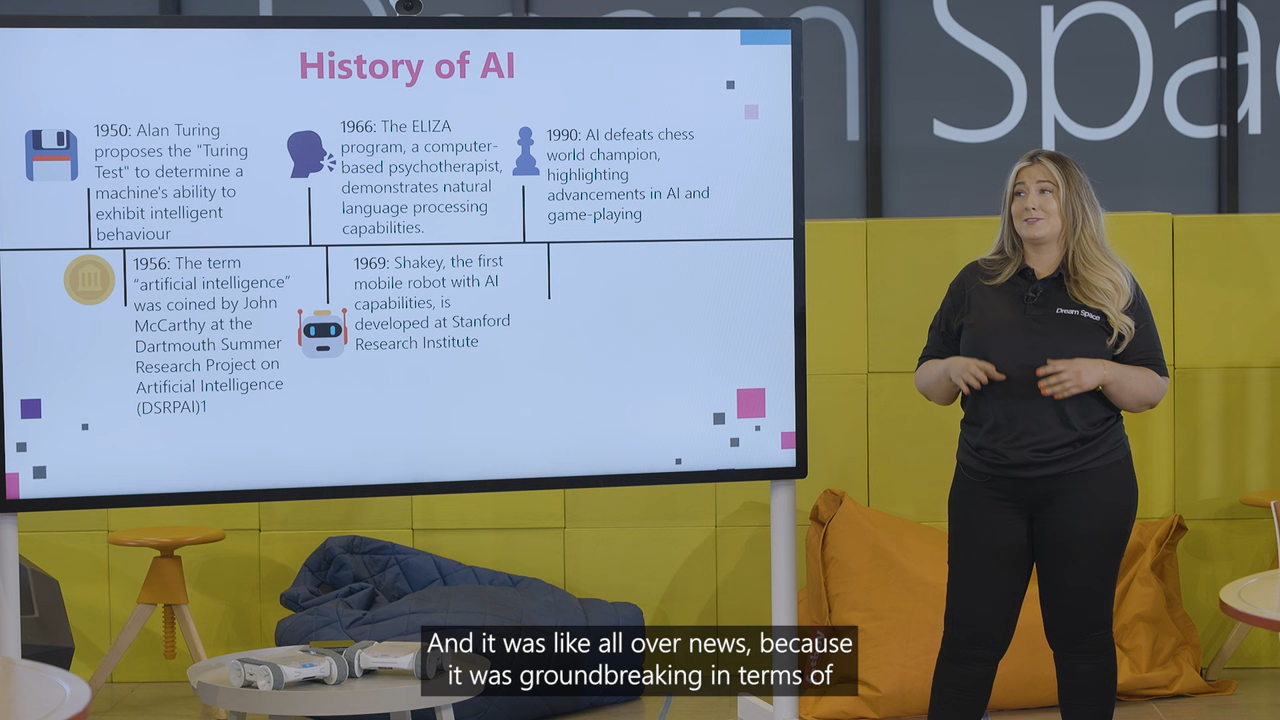 Dream Spa
History of AI
1950: Alan Turing
proposes the "Turing
Test" to determine a
machine's ability to
exhibit intelligent
behaviour
1966: The ELIZA
program, a computer-
based psychotherapist,
demonstrates natural
language processing
capabilities.
1990: AI defeats chess
world champion,
highlighting
advancements in AI and
game-playing
1956: The term
“artificial intelligence”
was coined by John
McCarthy at the
Dartmouth Summer
Research Project on
Artificial Intelligence
(DSRPAI)1
1969: Shakey, the first
mobile robot with AI
capabilities, is
developed at Stanford
Research Institute
Dream Space
And it was like all over news, because
it was groundbreaking in terms of